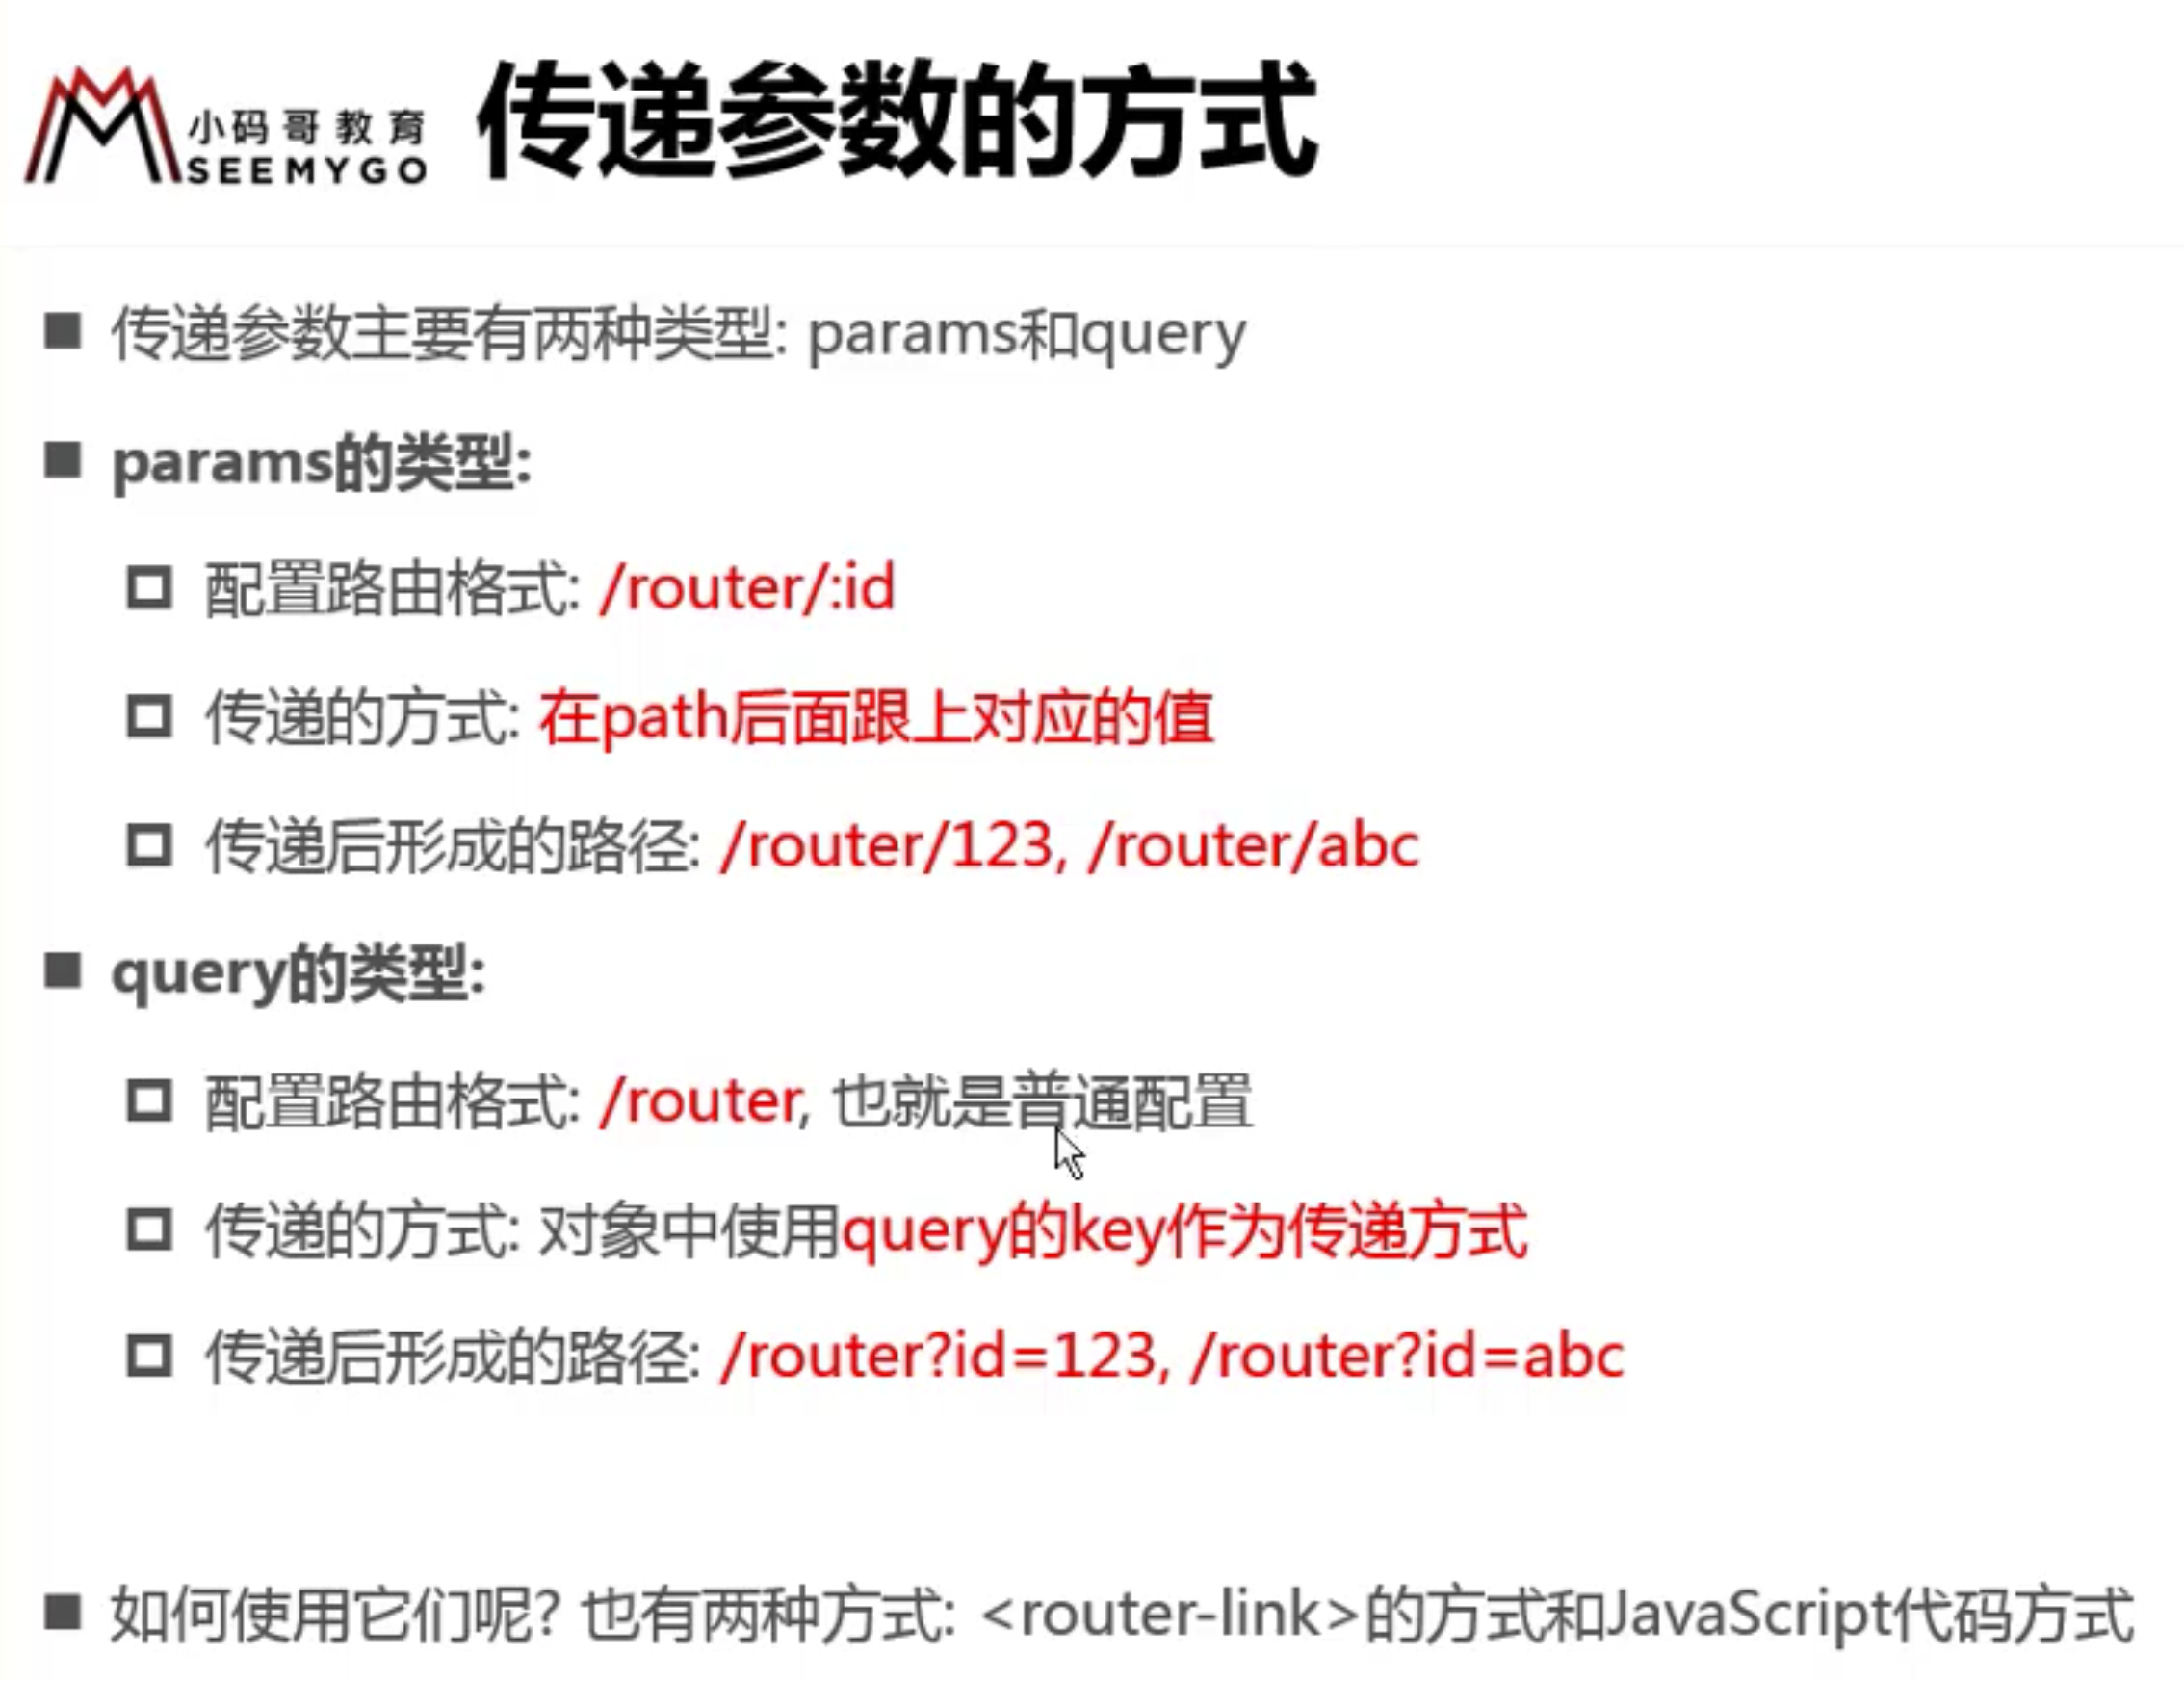 小码哥教育
SEEMYGO
传递参数的方式
传递参数主要有两种类型: params和query
params的类型:
配置路由格式: /router/:id
传递的方式: 在path后面跟上对应的值
传递后形成的路径: /router/123, /router/abc
query的类型:
配置路由格式: /router, 也就是普通配置
传递的方式: 对象中使用query的key作为传递方式
传递后形成的路径: /router?id=123, /router?id=abc
如何使用它们呢? 也有两种方式: <router-link>的方式和JavaScript代码方式